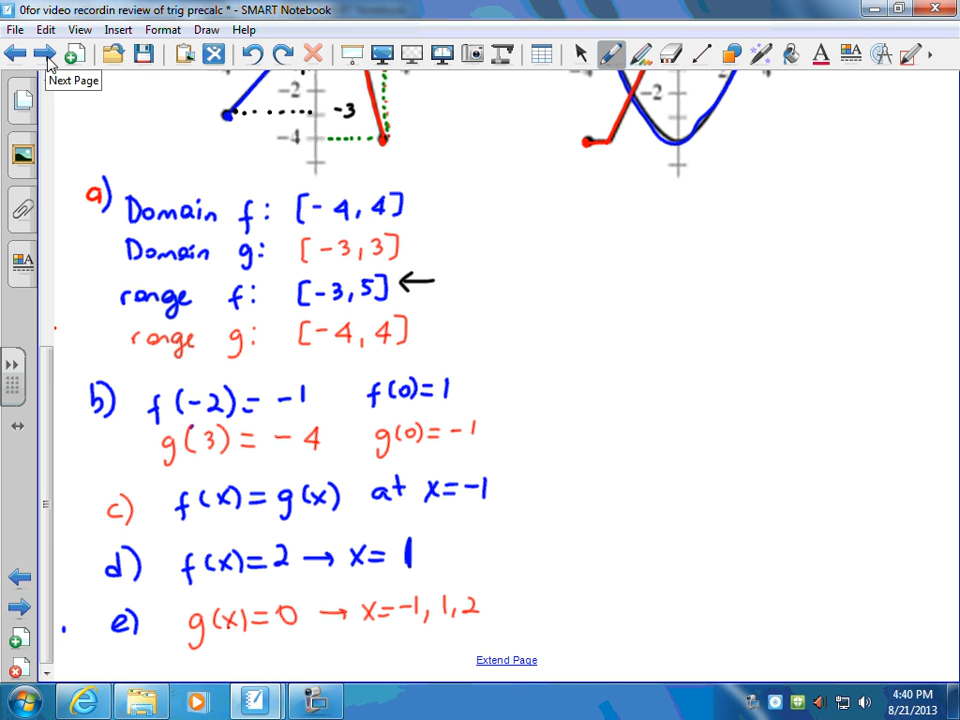 0for video recordin review of trig precalc * - SMART Notebook
File Edit View Insert Format Draw Help
Next Page
-2
-3
-4
-2
a)
Domain f: [-4, 4]
Domain g: [-3, 3]
range f: [-3, 5] ←
range g: [-4, 4]
b) f(-2) = -1 f(0) = 1
g(3) = -4 g(0) = -1
c) f(x) = g(x) at x = -1
d) f(x) = 2 → x = 1
e) g(x) = 0 → x = -1, 1, 2
Extend Page
4:40 PM
8/21/2013